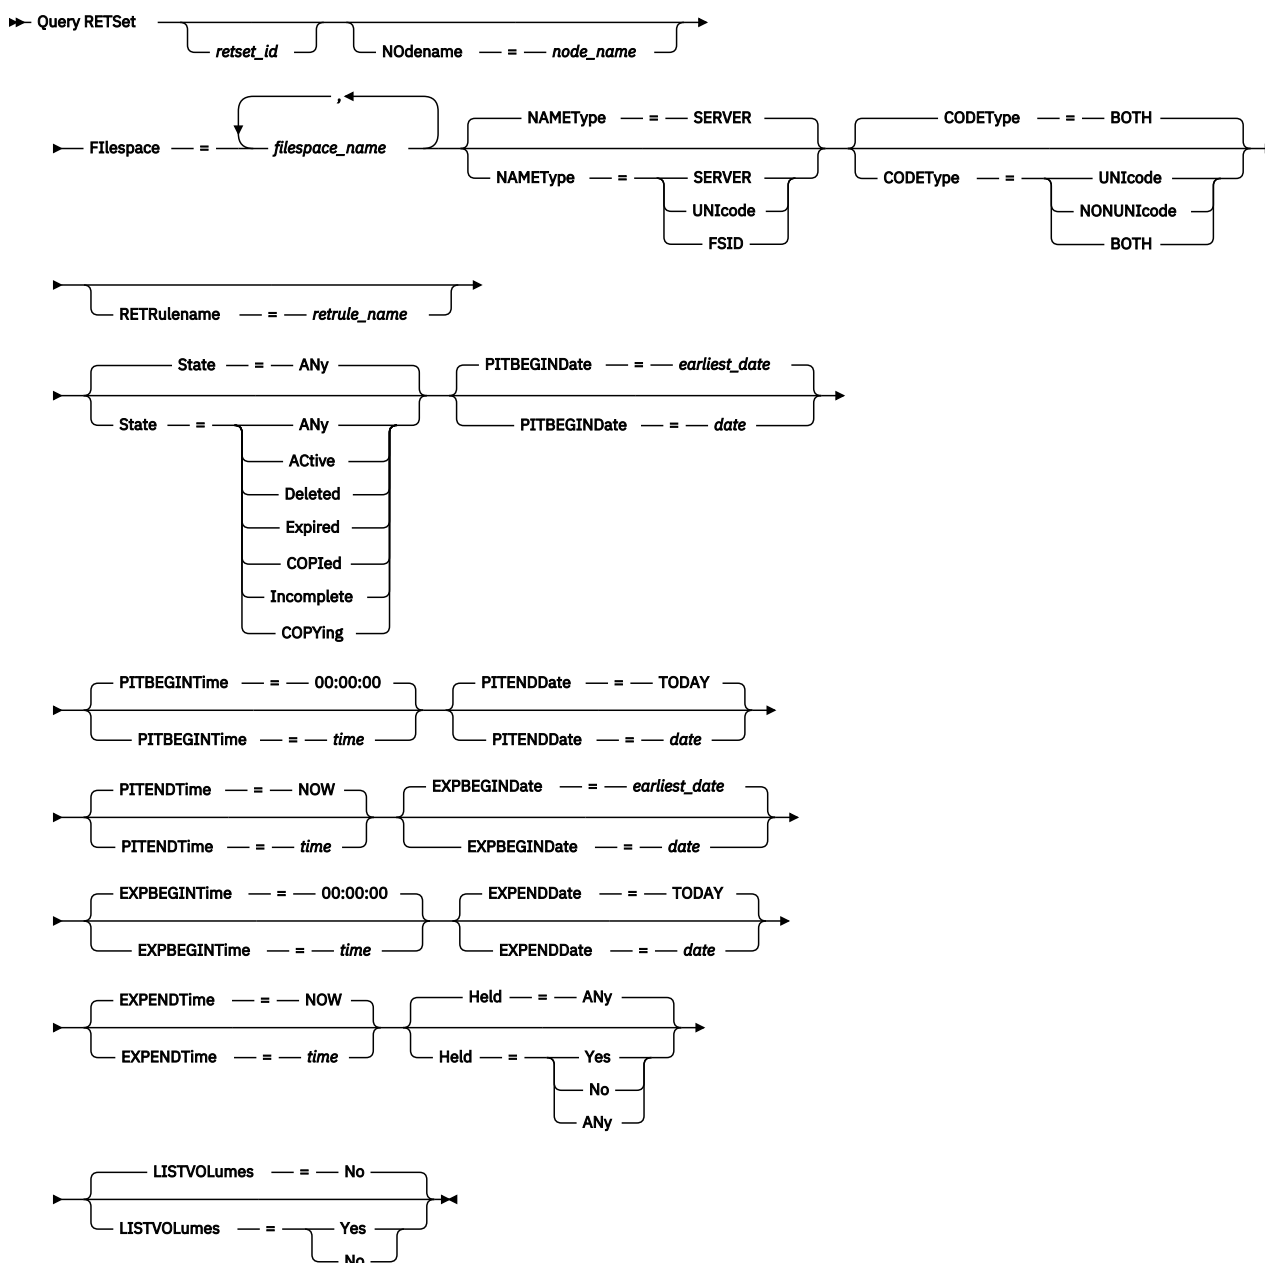 Query RETSet
retset_id
NOdename = node_name
,
FIlespace = filespace_name
NAMEType = SERVER
NAMEType = SERVER
UNIcode
FSID
CODEType = BOTH
CODEType = UNIcode
NONUNIcode
BOTH
RETRulename = retrule_name
State = ANy
State = ANy
ACtive
Deleted
Expired
COPIed
Incomplete
COPYing
PITBEGINDate = earliest_date
PITBEGINDate = date
PITBEGINTime = 00:00:00
PITBEGINTime = time
PITENDDate = TODAY
PITENDDate = date
PITENDTime = NOW
PITENDTime = time
EXPBEGINDate = earliest_date
EXPBEGINDate = date
EXPBEGINTime = 00:00:00
EXPBEGINTime = time
EXPENDDate = TODAY
EXPENDDate = date
EXPENDTime = NOW
EXPENDTime = time
Held = ANy
Held = Yes
No
ANy
LISTVOLumes = No
LISTVOLumes = Yes
No